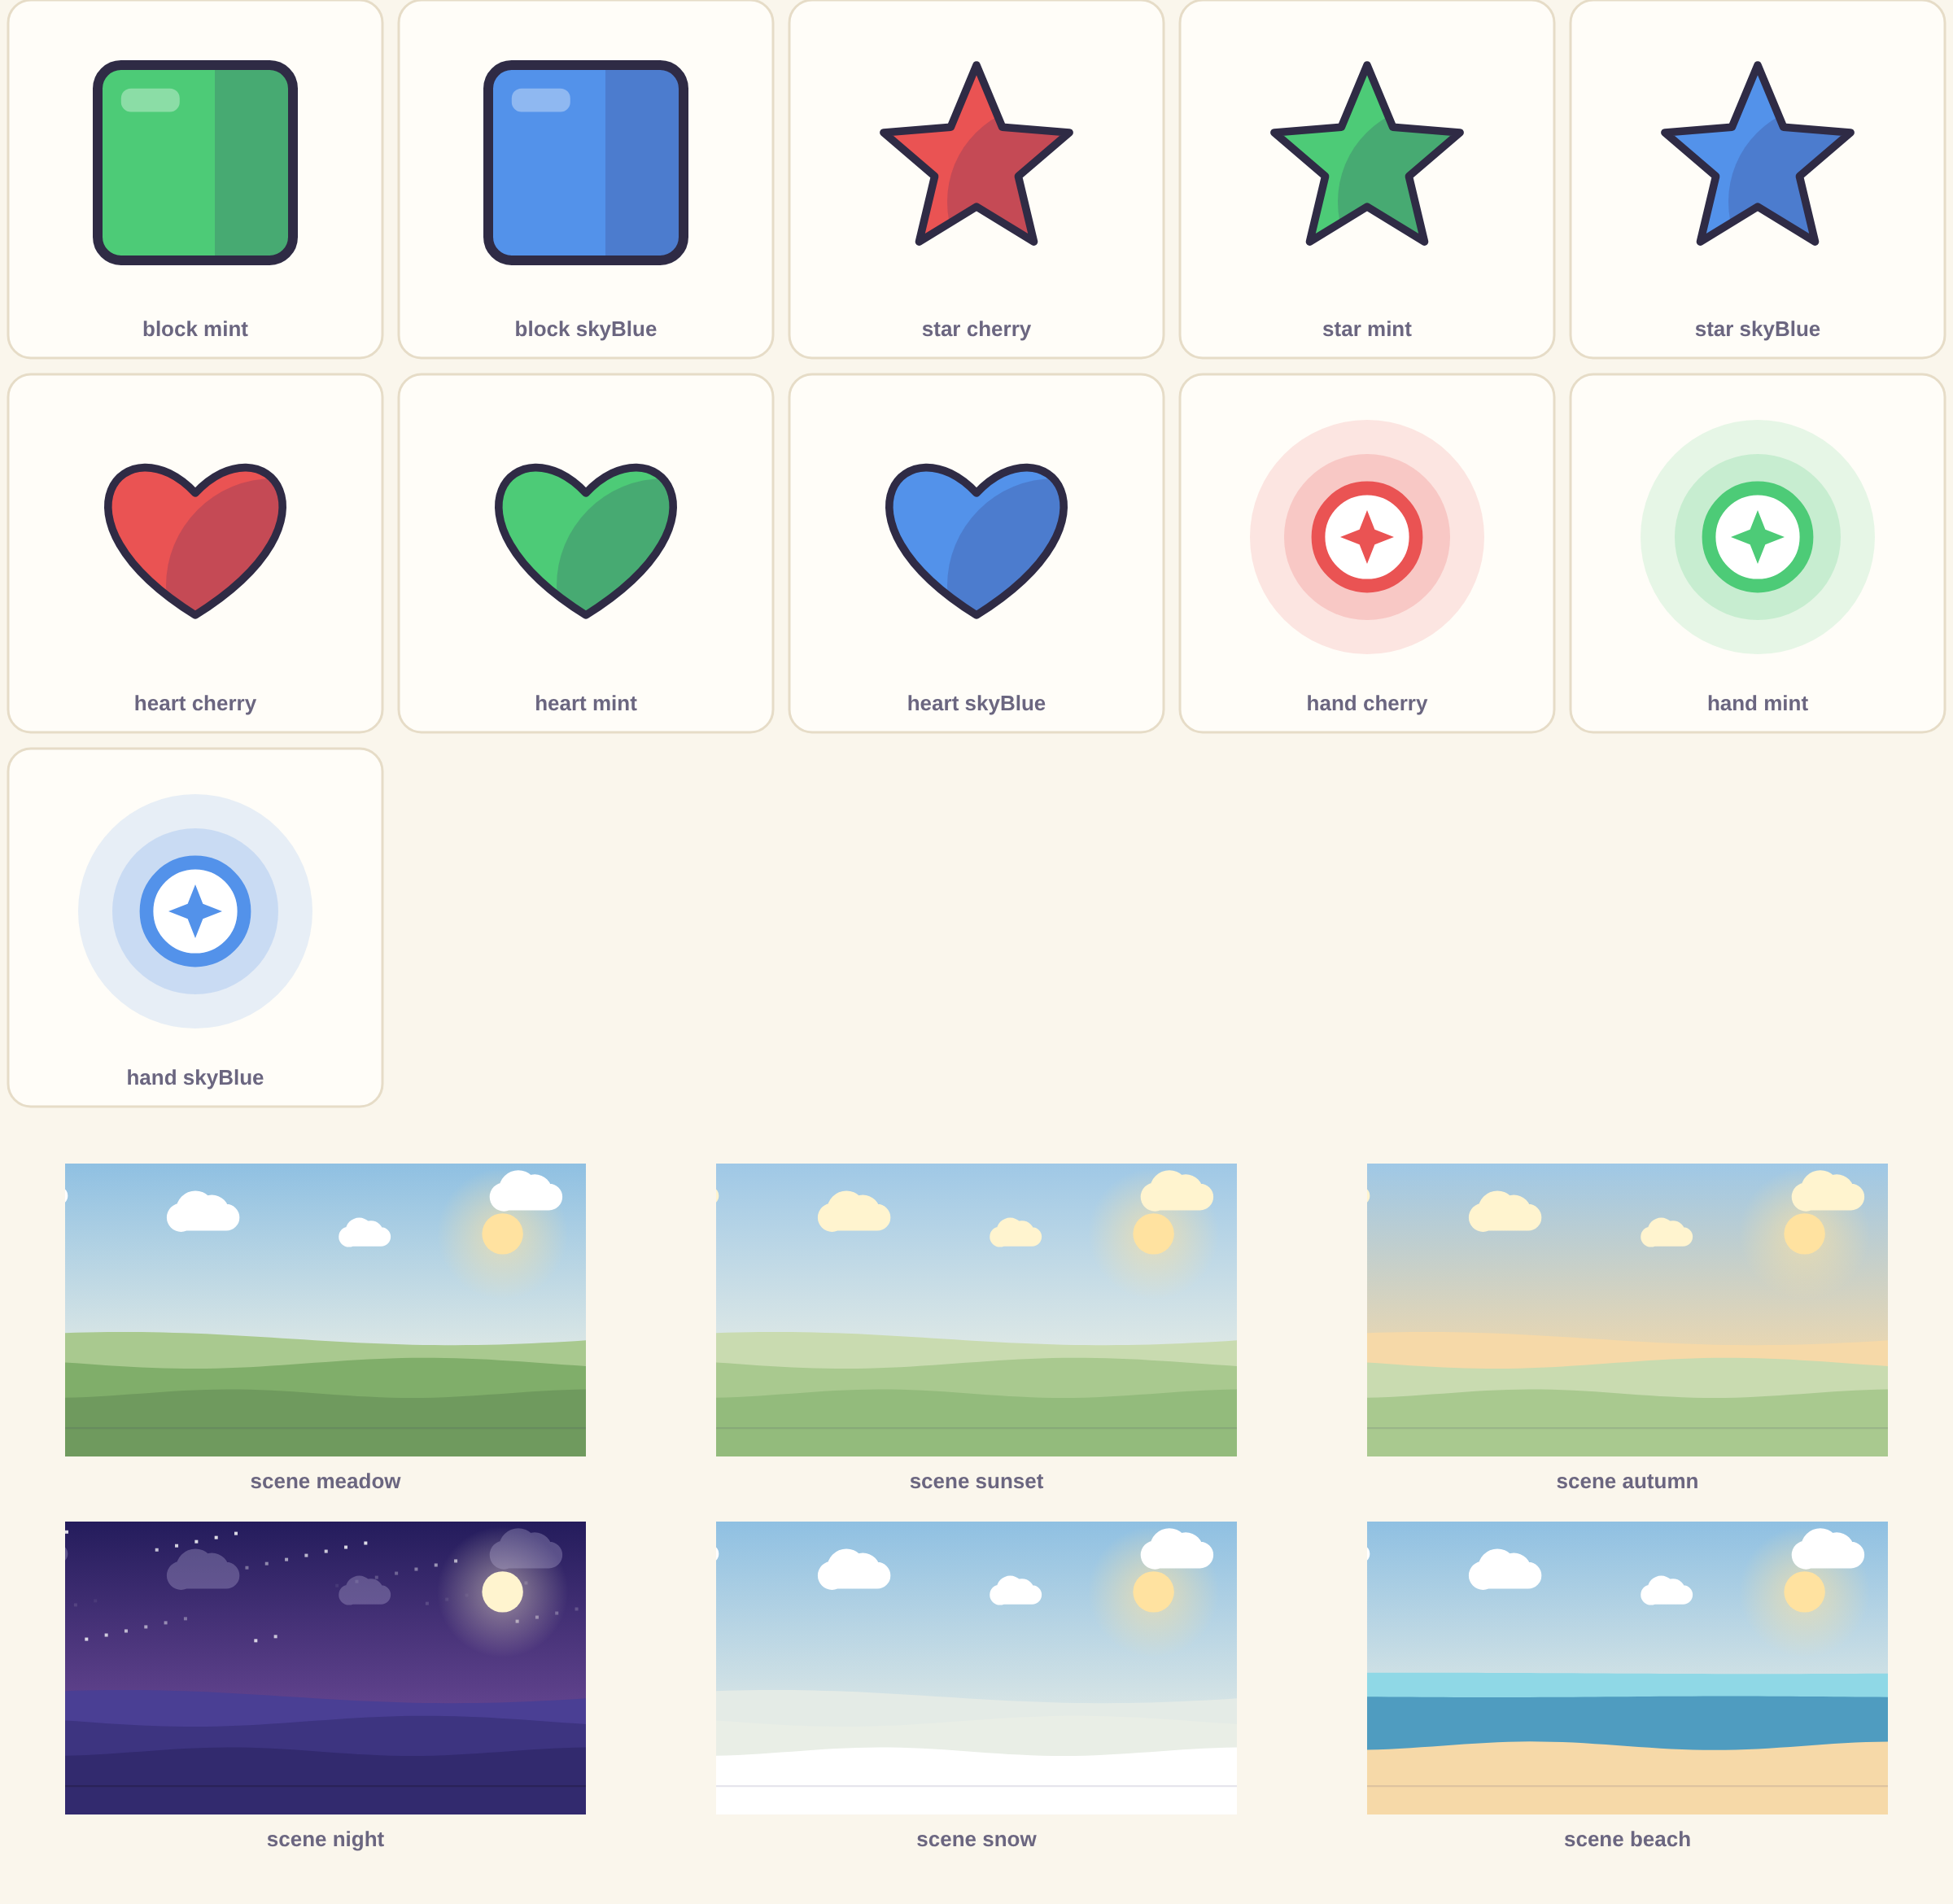 block mint
block skyBlue
star cherry
star mint
star skyBlue
heart cherry
heart mint
heart skyBlue
hand cherry
hand mint
hand skyBlue
scene meadow
scene sunset
scene autumn
scene night
scene snow
scene beach